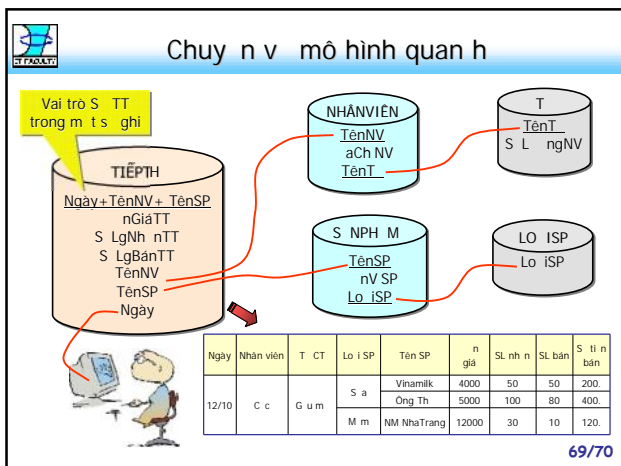 IT FACULTY
Chuy n v mô hình quan h
Vai trò S TT
trong m t s ghi
TIẾPTH
Ngày+TênNV+ TênSP
nGiáTT
S LgNh nTT
S LgBánTT
TênNV
TênSP
Ngày
NHÂNVIÊN
TênNV
aCh NV
TênT
T
TênT
S L ngNV
S NPH M
TênSP
nV SP
Lo iSP
LO ISP
Lo iSP
Ngày Nhân viên T CT Lo i SP Tên SP n giá SL nh n SL bán S ti n bán
12/10 C c G u m S a Vinamilk 4000 50 50 200.
Ông Th 5000 100 80 400.
M m NM NhaTrang 12000 30 10 120.
69/70